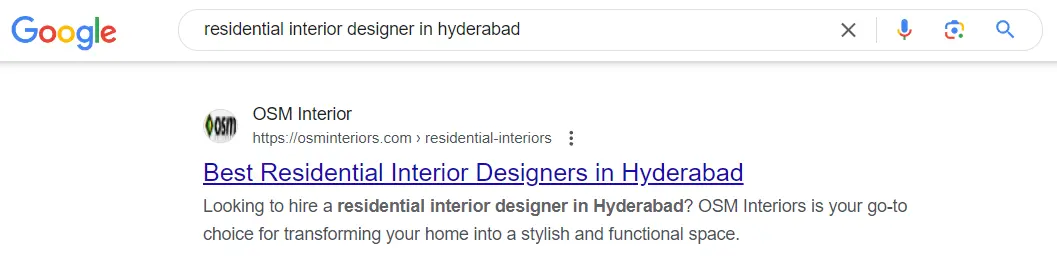 Google
residential interior designer in hyderabad
osm
OSM Interior
https://osminteriors.com › residential-interiors
Best Residential Interior Designers in Hyderabad
Looking to hire a residential interior designer in Hyderabad? OSM Interiors is your go-to
choice for transforming your home into a stylish and functional space.